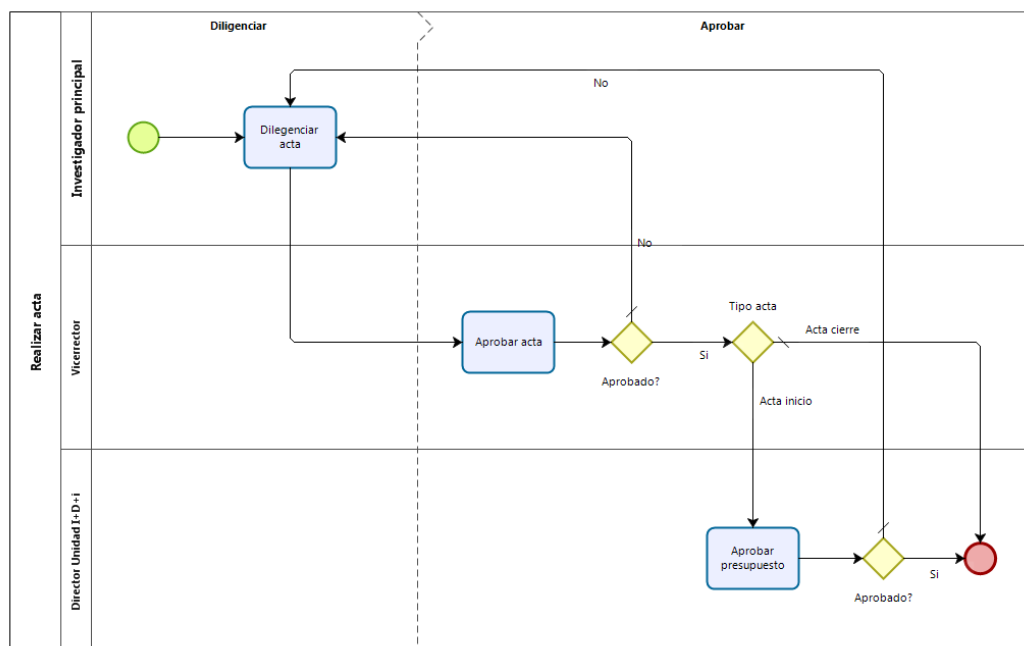 Diligenciar
Aprobar
Realizar acta
Investigador principal
No
Dilegenciar
acta
No
Vicerrector
Tipo acta
Acta cierre
Aprobar acta
Si
Aprobado?
Acta inicio
Director Unidad I+D+i
Aprobar
presupuesto
Si
Aprobado?